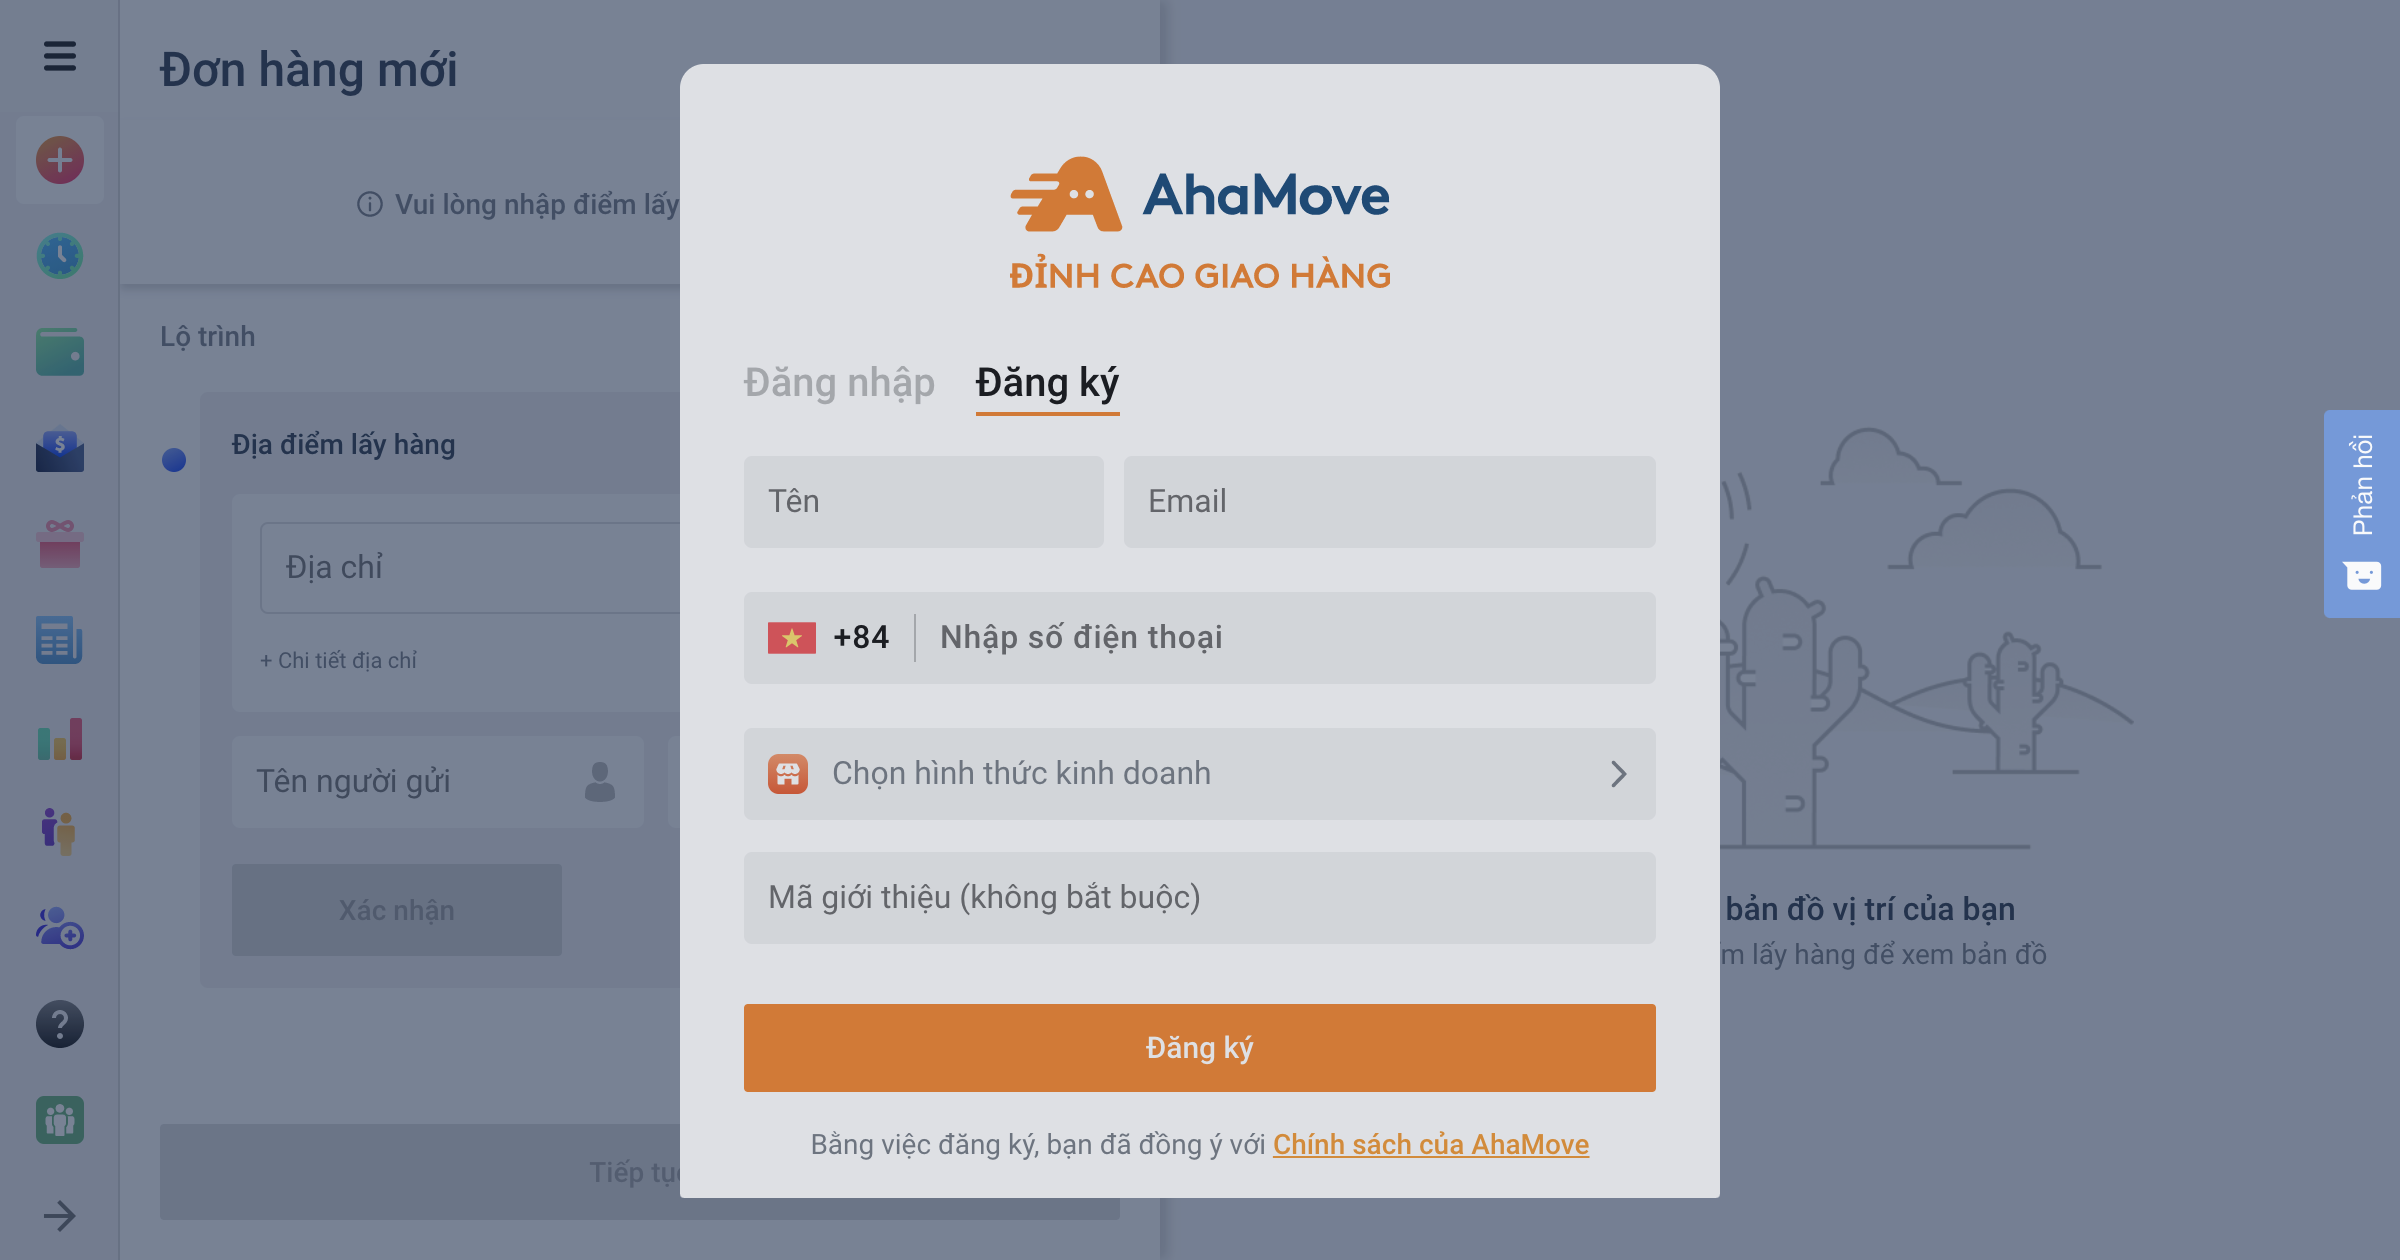 Đơn hàng mới
Vui lòng nhập điểm lấy
Lộ trình
Địa điểm lấy hàng
Địa chỉ
+ Chi tiết địa chỉ
Tên người gửi
Xác nhận
Tiếp tục
AhaMove
ĐỈNH CAO GIAO HÀNG
Đăng nhập Đăng ký
Tên Email
+84 Nhập số điện thoại
Chọn hình thức kinh doanh
Mã giới thiệu (không bắt buộc)
Đăng ký
Bằng việc đăng ký, bạn đã đồng ý với Chính sách của AhaMove
bản đồ vị trí của bạn
lấy hàng để xem bản đồ
Phản hồi